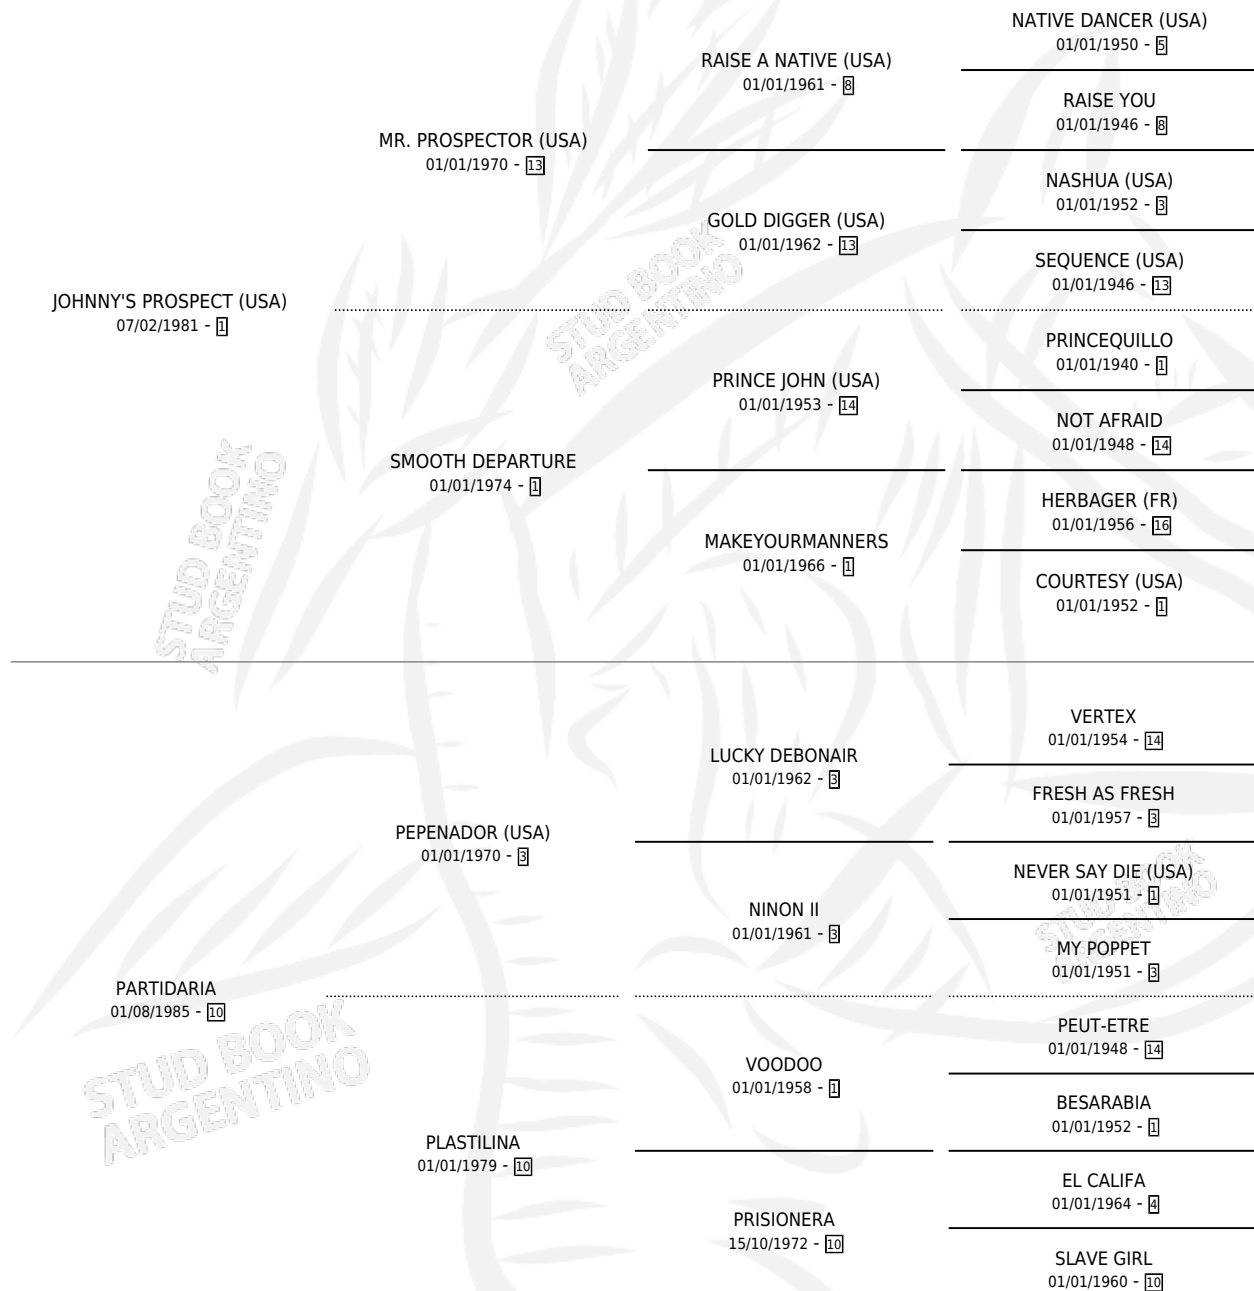 NATIVE DANCER (USA)
01/01/1950 - 5
RAISE A NATIVE (USA)
01/01/1961 - 8
RAISE YOU
01/01/1946 - 8
MR. PROSPECTOR (USA)
01/01/1970 - 13
NASHUA (USA)
01/01/1952 - 3
GOLD DIGGER (USA)
01/01/1962 - 13
SEQUENCE (USA)
01/01/1946 - 13
JOHNNY'S PROSPECT (USA)
07/02/1981 - 1
STUD BOOK
ARGENTINO
PRINCEQUILLO
01/01/1940 - 1
PRINCE JOHN (USA)
01/01/1953 - 14
NOT AFRAID
01/01/1948 - 14
SMOOTH DEPARTURE
01/01/1974 - 1
HERBAGER (FR)
01/01/1956 - 16
MAKEYOURMANNERS
01/01/1966 - 1
COURTESY (USA)
01/01/1952 - 1
STUD BOOK
ARGENTINO
VERTEX
01/01/1954 - 14
LUCKY DEBONAIR
01/01/1962 - 3
FRESH AS FRESH
01/01/1957 - 3
PEPENADOR (USA)
01/01/1970 - 3
NEVER SAY DIE (USA)
01/01/1951 - 1
NINON II
01/01/1961 - 3
MY POPPET
01/01/1951 - 3
STUD BOOK
ARGENTINO
PARTIDARIA
01/08/1985 - 10
PEUT-ETRE
01/01/1948 - 14
VOODOO
01/01/1958 - 1
BESARABIA
01/01/1952 - 1
STUD BOOK
ARGENTINO
PLASTILINA
01/01/1979 - 10
EL CALIFA
01/01/1964 - 4
PRISIONERA
15/10/1972 - 10
SLAVE GIRL
01/01/1960 - 10